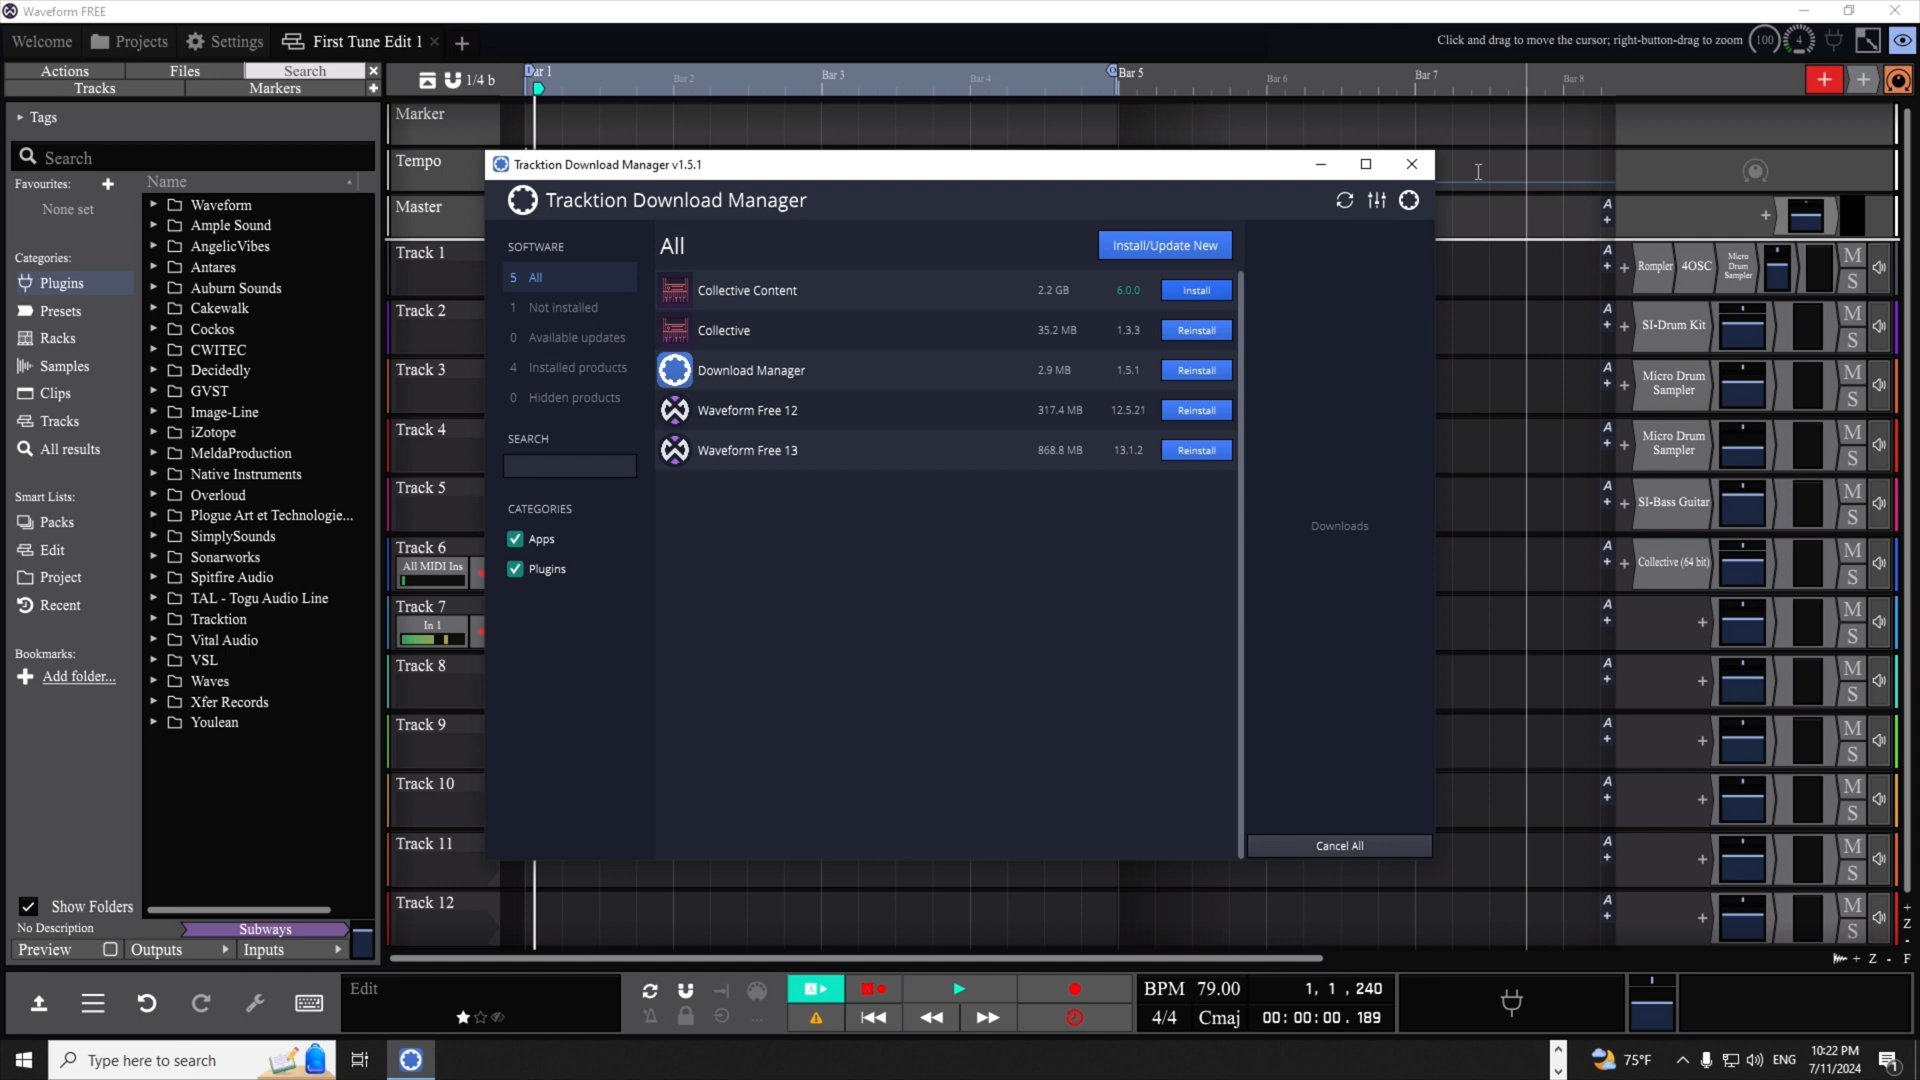 Waveform FREE
Welcome
Projects
Settings
First Tune Edit 1
Click and drag to move the cursor; right-button-drag to zoom
100
4
Actions
Files
Search
Tracks
Markers
1/4 b
Bar 2
Bar 3
Bar 4
Bar 5
Bar 6
Bar 7
Bar 8
Tags
Search
Favourites:
None set
Name
Categories:
Plugins
Presets
Racks
Samples
Clips
Tracks
All results
Smart Lists:
Packs
Edit
Project
Recent
Bookmarks:
Add folder...
Waveform
Ample Sound
AngelicVibes
Antares
Auburn Sounds
Cakewalk
Cockos
CWITEC
Decidedly
GVST
Image-Line
iZotope
MeldaProduction
Native Instruments
Overloud
Plogue Art et Technologie...
SimplySounds
Sonarworks
Spitfire Audio
TAL - Togu Audio Line
Tracktion
Vital Audio
VSL
Waves
Xfer Records
Youlean
Show Folders
No Description
Subways
Preview
Outputs
Inputs
Marker
Tempo
Master
Track 1
Track 2
Track 3
Track 4
Track 5
Track 6
All MIDI Ins
Track 7
In 1
Track 8
Track 9
Track 10
Track 11
Track 12
Tracktion Download Manager v1.5.1
Tracktion Download Manager
SOFTWARE
5 All
1 Not installed
0 Available updates
4 Installed products
0 Hidden products
SEARCH
CATEGORIES
Apps
Plugins
All
Install/Update New
Collective Content 2.2 GB 6.0.0 Install
Collective 35.2 MB 1.3.3 Reinstall
Download Manager 2.9 MB 1.5.1 Reinstall
Waveform Free 12 317.4 MB 12.5.21 Reinstall
Waveform Free 13 868.8 MB 13.1.2 Reinstall
Downloads
Cancel All
A
A
Rompler
4OSC
Micro Drum Sampler
M
S
A
SI-Drum Kit
M
S
A
Micro Drum
Sampler
M
S
A
Micro Drum
Sampler
M
S
A
SI-Bass Guitar
M
S
A
Collective (64 bit)
M
S
A
M
S
A
M
S
A
M
S
A
M
S
A
M
S
A
M
S
Z
Z
F
Edit
BPM 79.00
1, 1 , 240
4/4 Cmaj
00: 00: 00 . 189
Type here to search
75°F
ENG
10:22 PM
7/11/2024
1